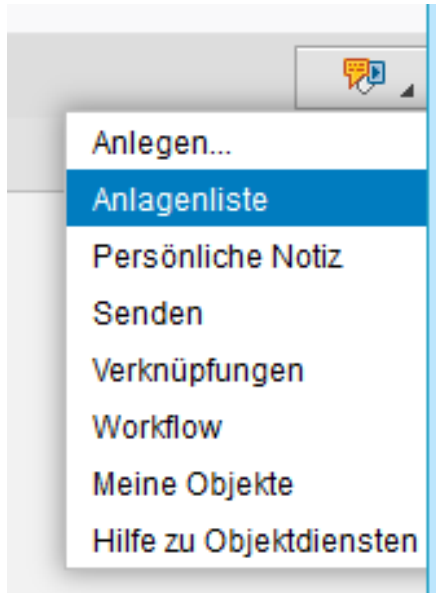 Anlegen...
Anlagenliste
Persönliche Notiz
Senden
Verknüpfungen
Workflow
Meine Objekte
Hilfe zu Objektdiensten